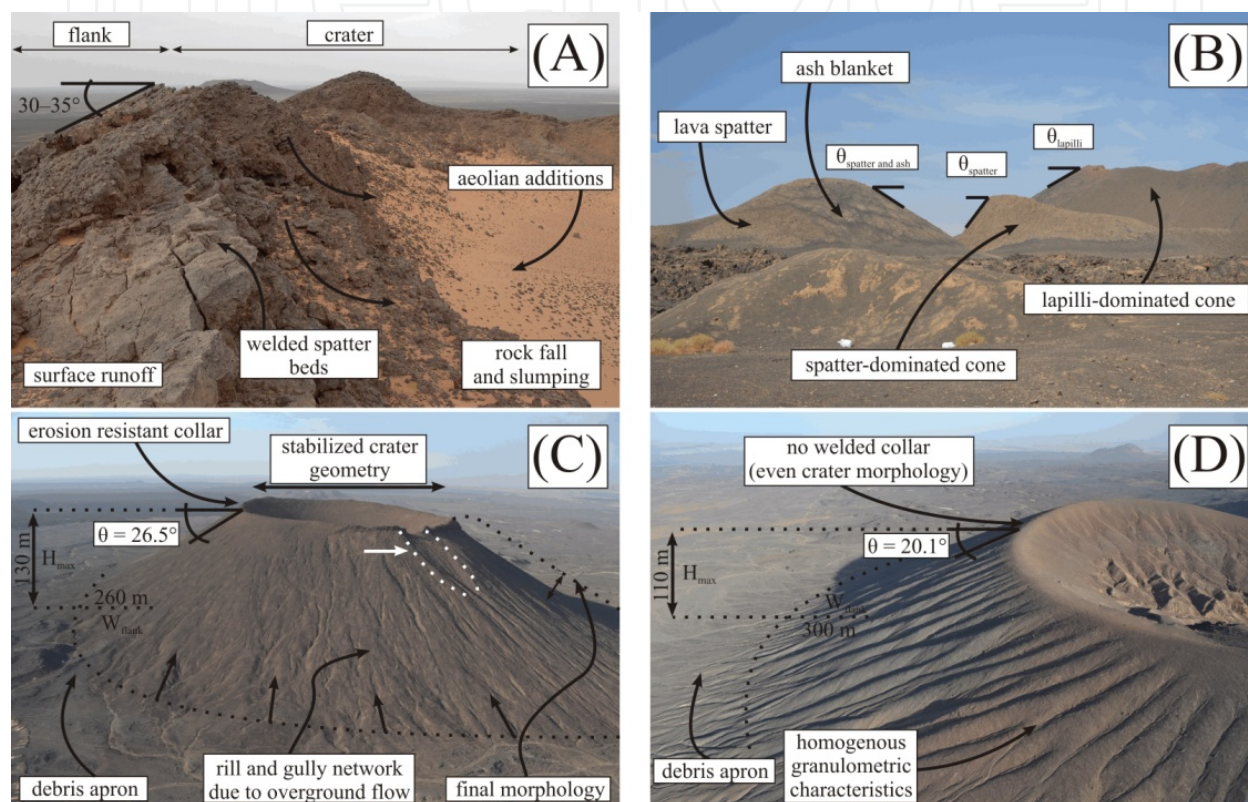 flank
crater
(A)
30–35°
aeolian additions
welded spatter
beds
surface runoff
rock fall
and slumping
(B)
ash blanket
lava spatter
θspatter and ash
θspatter
θlapilli
lapilli-dominated cone
spatter-dominated cone
(C)
erosion resistant collar
stabilized crater
geometry
θ = 26.5°
130 m
Hmax
260 m
Wflank
debris apron
rill and gully network
due to overground flow
final morphology
(D)
no welded collar
(even crater morphology)
θ = 20.1°
110 m
Hmax
Wflank
300 m
debris apron
homogenous
granulometric
characteristics